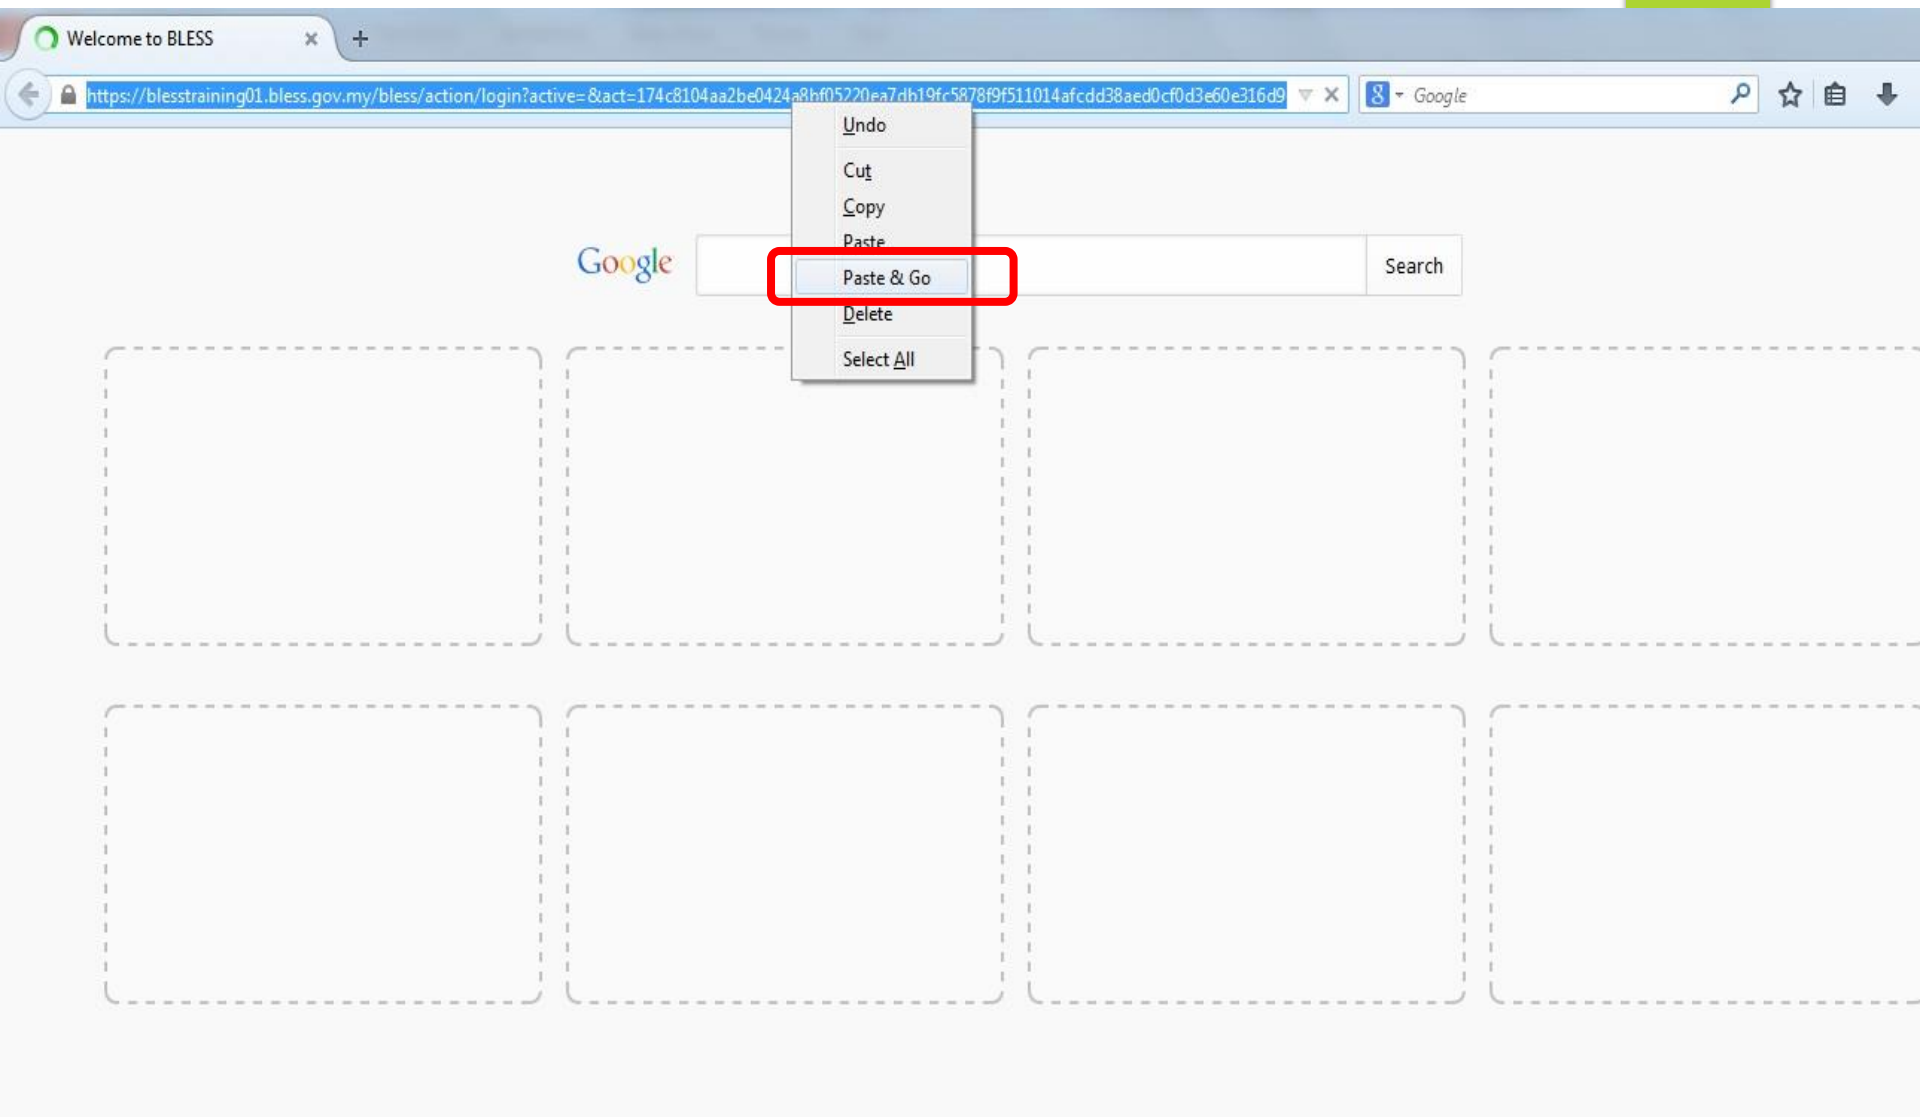 Welcome to BLESS
https://blesstraining01.bless.gov.my/bless/action/login?active=&act=174c8104aa2be0424a8bf05220ea7db19fc5878f9f511014afcdd38aed0cf0d3e60e316d9
Google
Undo
Cut
Copy
Paste
Google
Paste & Go
Search
Delete
Select All